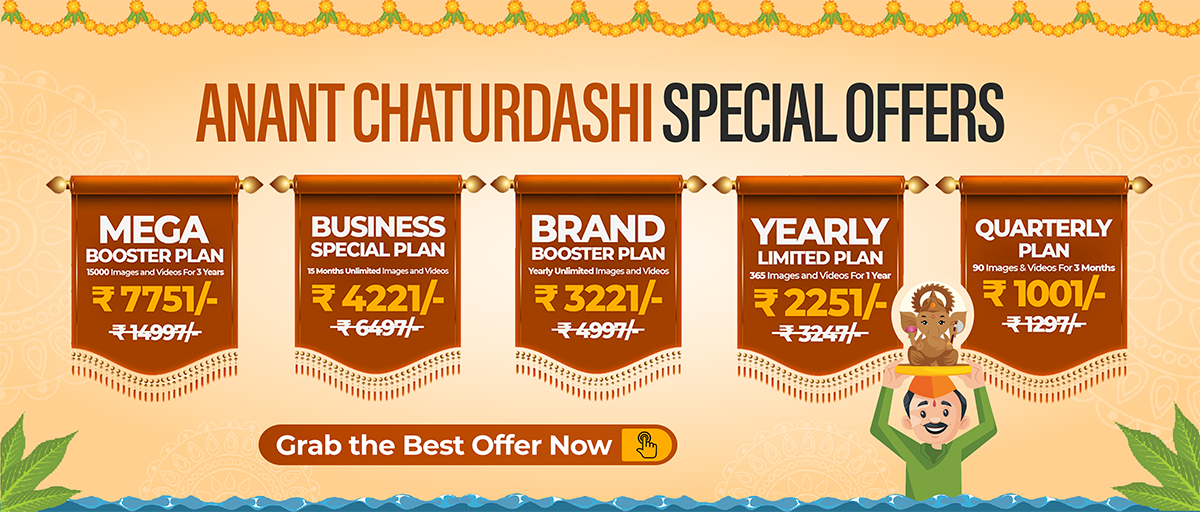 ANANT CHATURDASHI SPECIAL OFFERS
MEGA
BOOSTER PLAN
15000 Images and Videos For 3 Years
₹ 7751/-
₹ 14997/-
BUSINESS
SPECIAL PLAN
15 Months Unlimited Images and Videos
₹ 4221/-
₹ 6497/-
BRAND
BOOSTER PLAN
Yearly Unlimited Images and Videos
₹ 3221/-
₹ 4997/-
YEARLY
LIMITED PLAN
365 Images and Videos For 1 Year
₹ 2251/-
₹ 3247/-
QUARTERLY
PLAN
90 Images & Videos For 3 Months
₹ 1001/-
₹ 1297/-
Grab the Best Offer Now